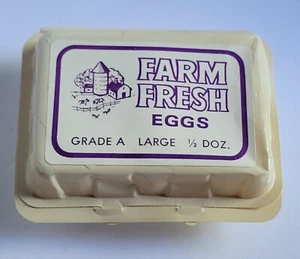 FARM
FRESH
EGGS
GRADE A LARGE ½ DOZ.